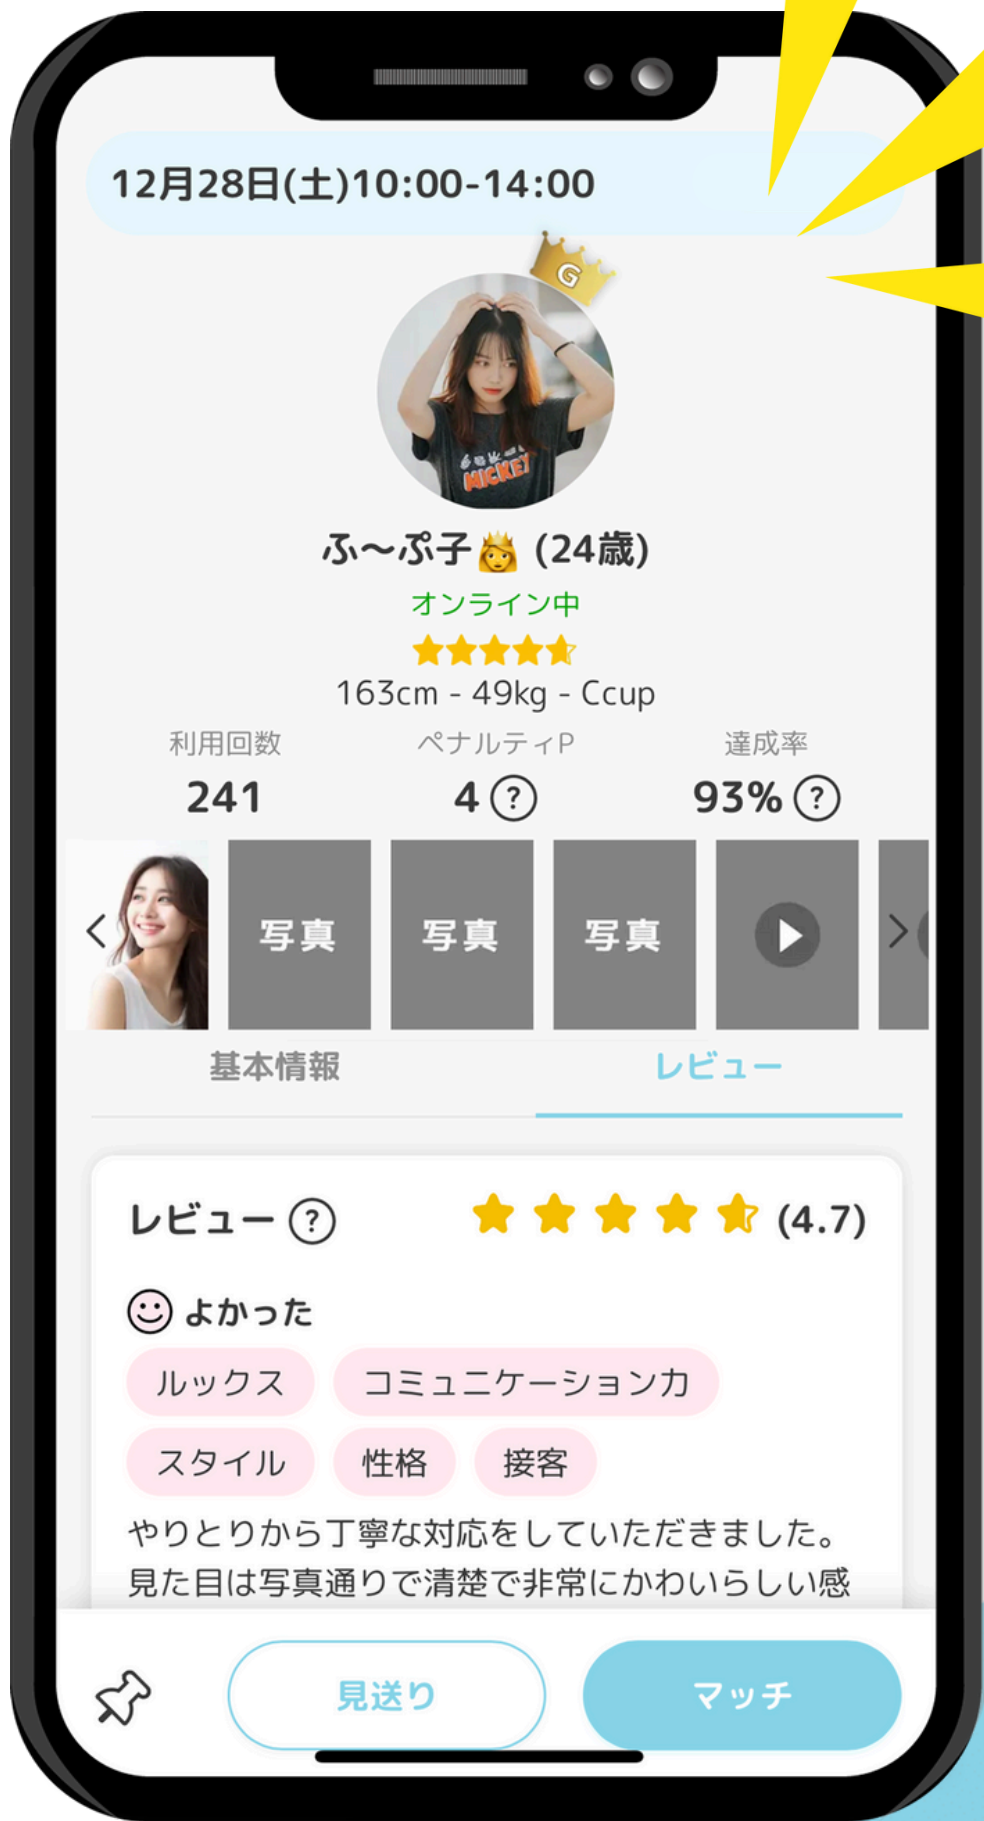 12月28日(土)10:00-14:00
G
MICKEY
ふ〜ぷ子👸 (24歳)
オンライン中
163cm - 49kg - Ccup
利用回数 ペナルティP 達成率
241 4 ? 93% ?
写真 写真 写真
基本情報 レビュー
レビュー ? (4.7)
よかった
ルックス コミュニケーション力
スタイル 性格 接客
やりとりから丁寧な対応をしていただきました。
見た目は写真通りで清楚で非常にかわいらしい感
見送り マッチ